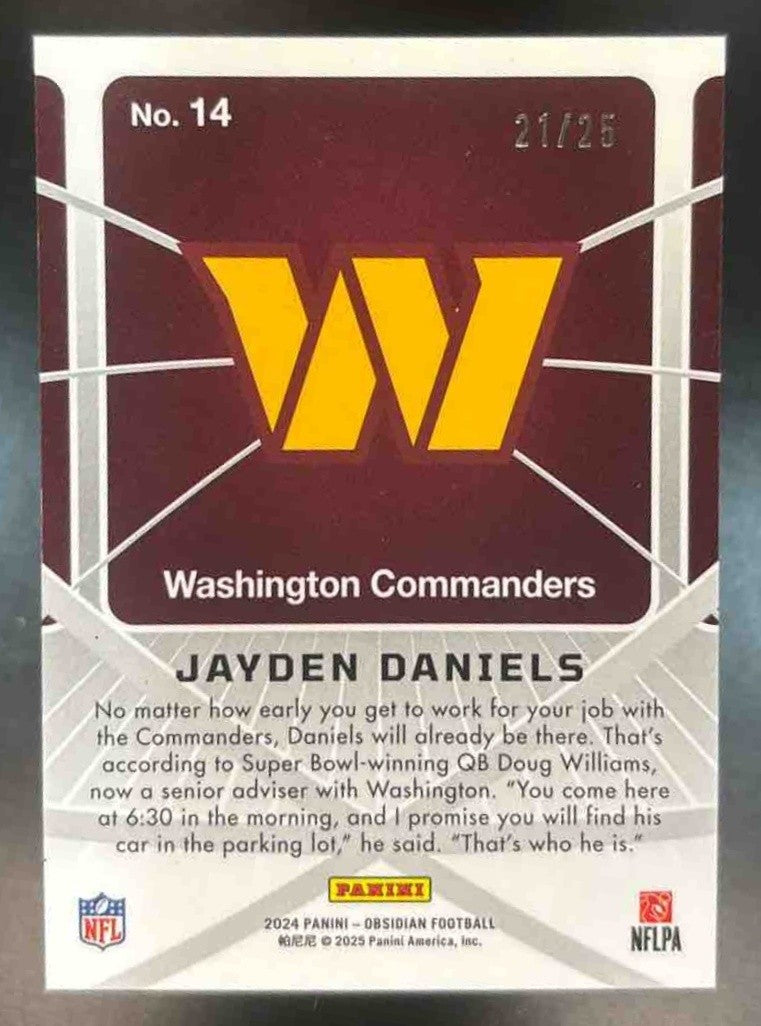 No. 14
21/25
W
Washington Commanders
JAYDEN DANIELS
No matter how early you get to work for your job with
the Commanders, Daniels will already be there. That's
according to Super Bowl-winning QB Doug Williams,
now a senior adviser with Washington. “You come here
at 6:30 in the morning, and I promise you will find his
car in the parking lot,” he said. “That's who he is.”
PANINI
NFL
2024 PANINI – OBSIDIAN FOOTBALL
帕尼尼 © 2025 Panini America, Inc.
NFLPA